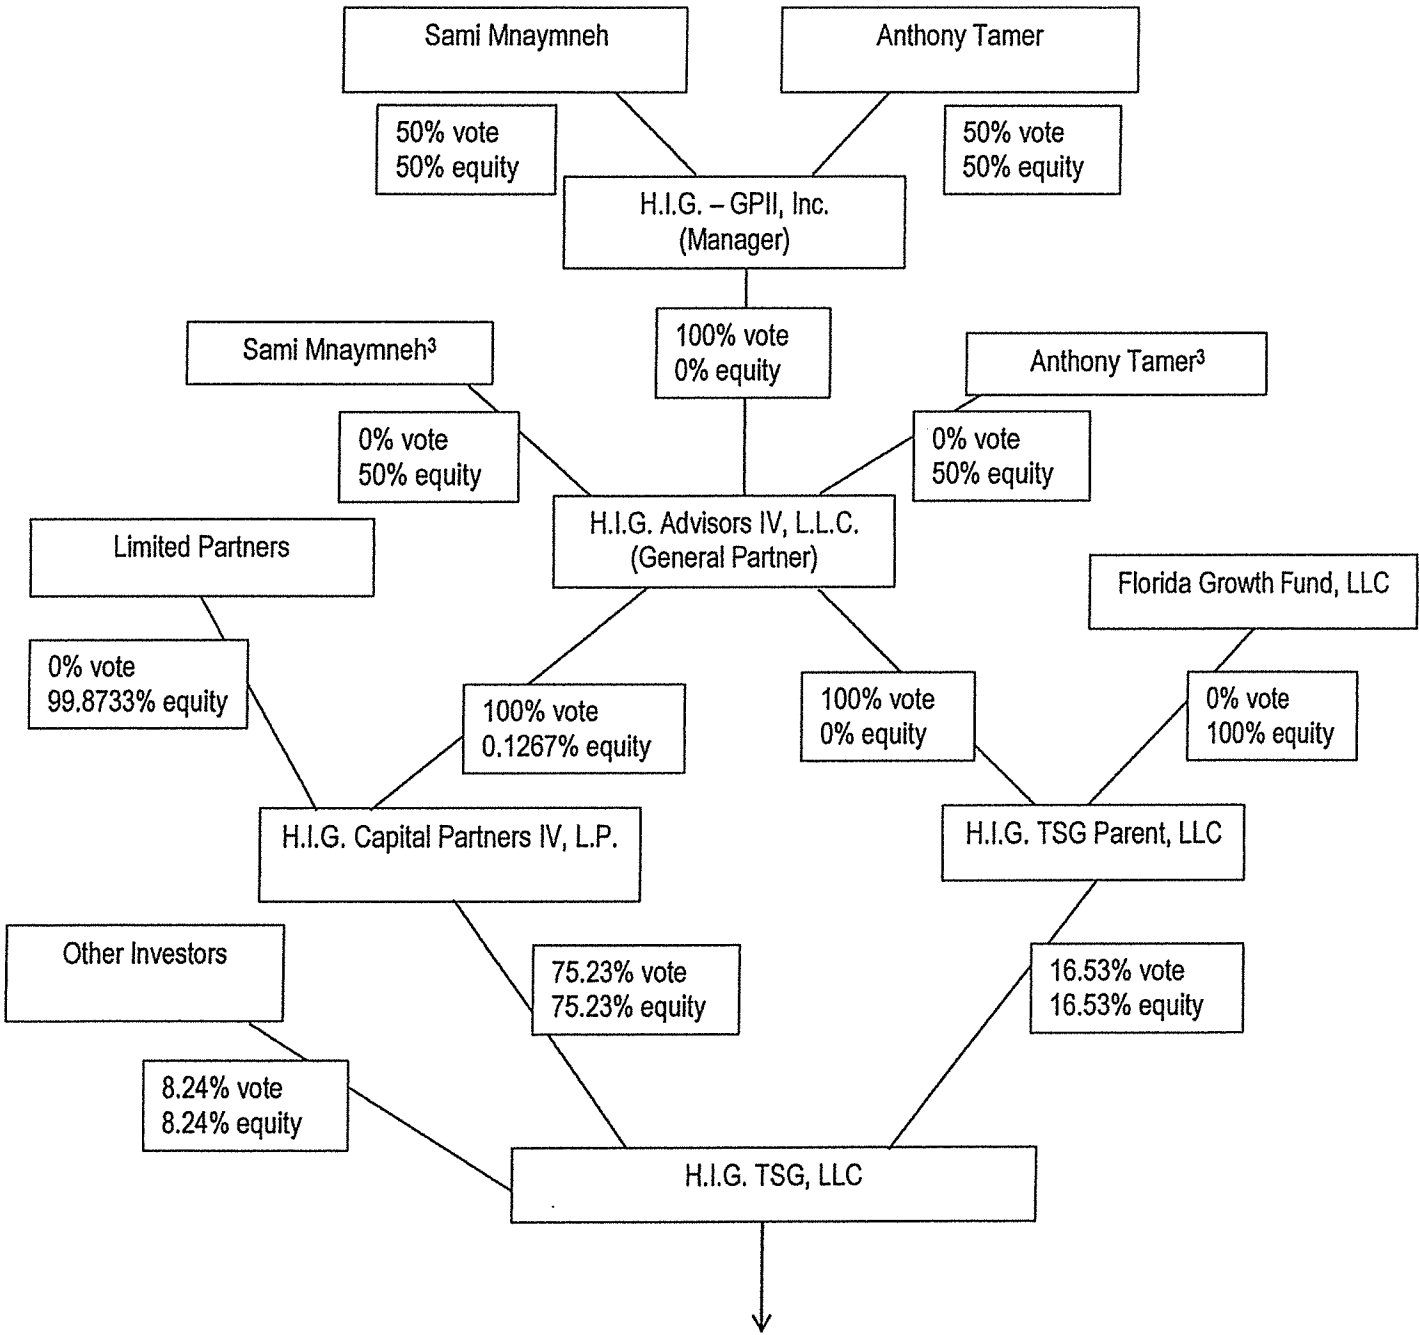 Sami Mnaymneh
Anthony Tamer
50% vote
50% equity
50% vote
50% equity
H.I.G. – GPII, Inc.
(Manager)
Sami Mnaymneh³
100% vote
0% equity
Anthony Tamer³
0% vote
50% equity
0% vote
50% equity
H.I.G. Advisors IV, L.L.C.
(General Partner)
Limited Partners
Florida Growth Fund, LLC
0% vote
99.8733% equity
100% vote
0.1267% equity
100% vote
0% equity
0% vote
100% equity
H.I.G. Capital Partners IV, L.P.
H.I.G. TSG Parent, LLC
Other Investors
75.23% vote
75.23% equity
16.53% vote
16.53% equity
8.24% vote
8.24% equity
H.I.G. TSG, LLC